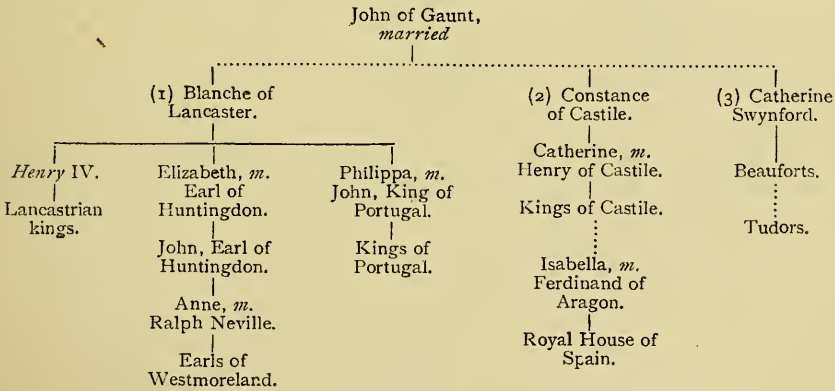 John of Gaunt,
married
(1) Blanche of
Lancaster.
(2) Constance
of Castile.
(3) Catherine
Swynford.
Henry IV.
Lancastrian
kings.
Elizabeth, m.
Earl of
Huntingdon.
John, Earl of
Huntingdon.
Anne, m.
Ralph Neville.
Earls of
Westmoreland.
Philippa, m.
John, King of
Portugal.
Kings of
Portugal.
Catherine, m.
Henry of Castile.
Kings of Castile.
Isabella, m.
Ferdinand of
Aragon.
Royal House of
Spain.
Beauforts.
Tudors.